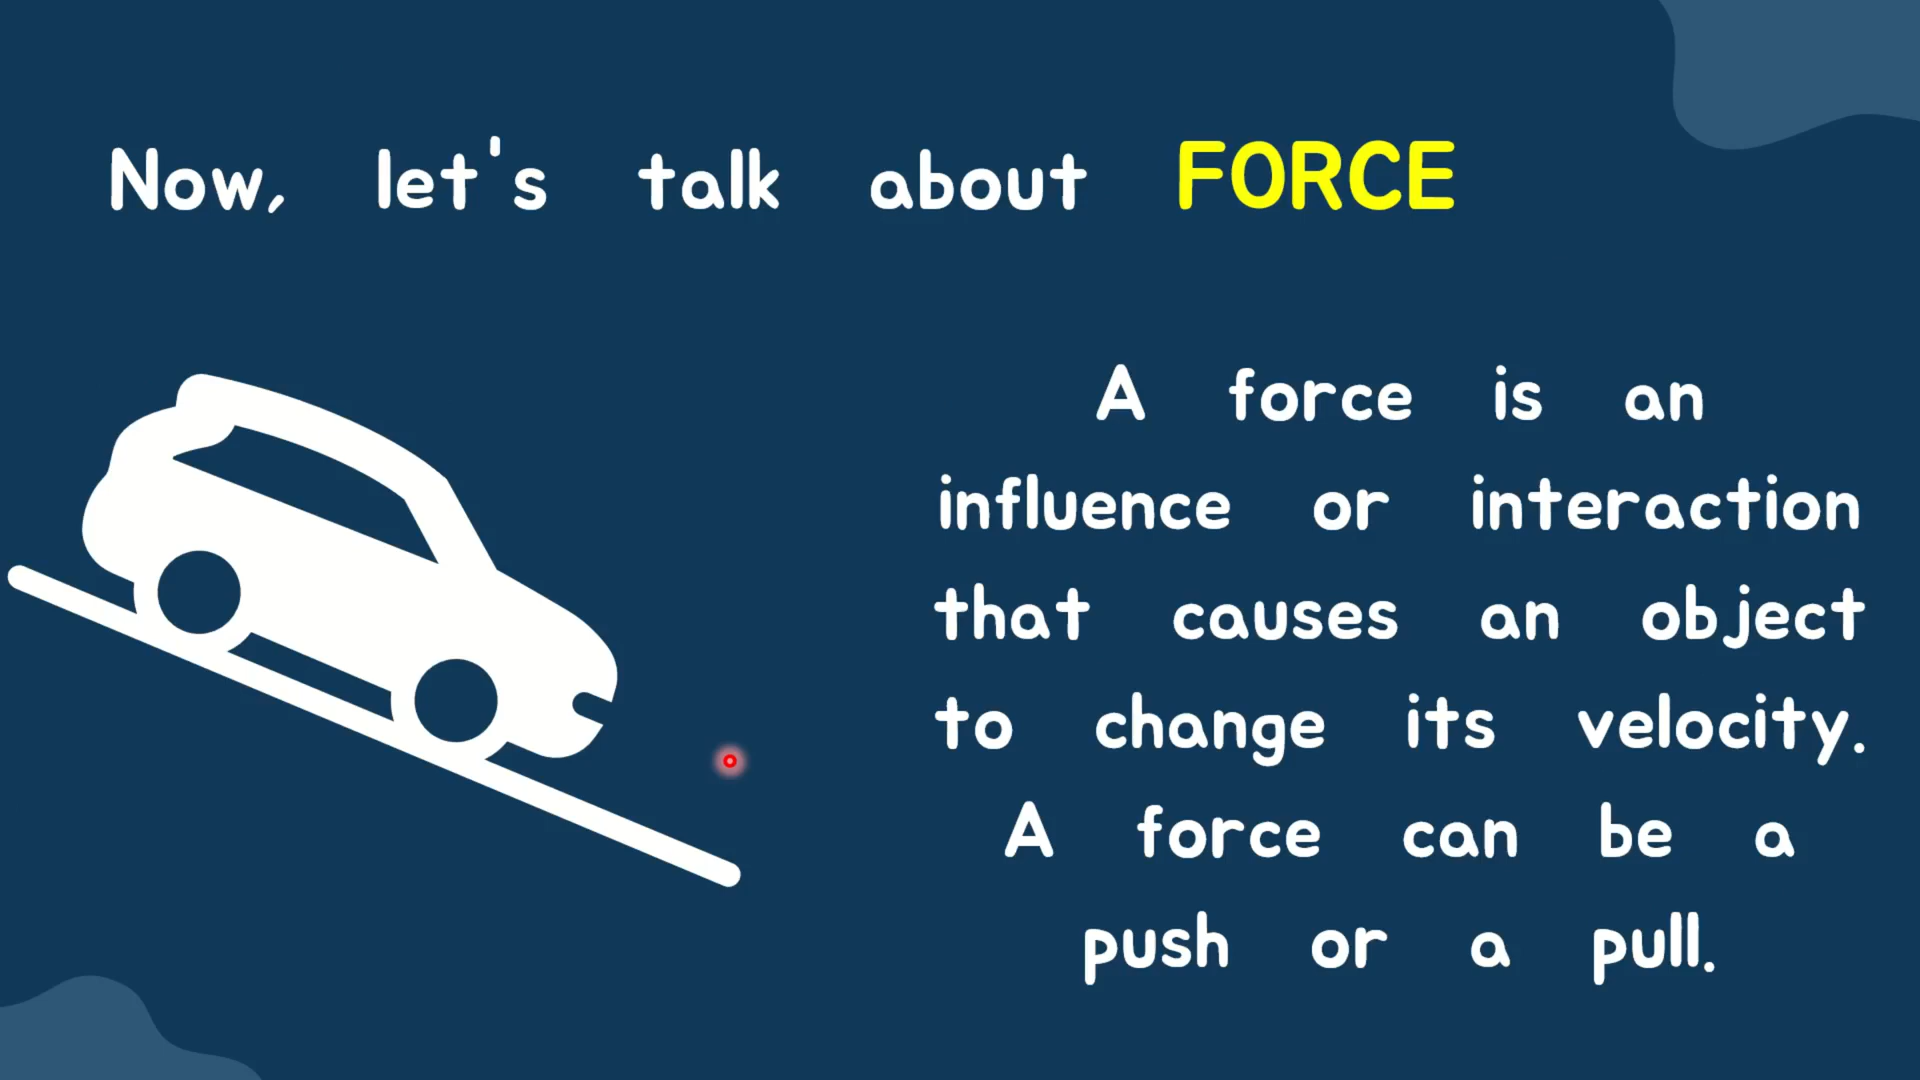 Now, let's talk about FORCE
A force is an
influence or interaction
that causes an object
to change its velocity.
A force can be a
push or a pull.